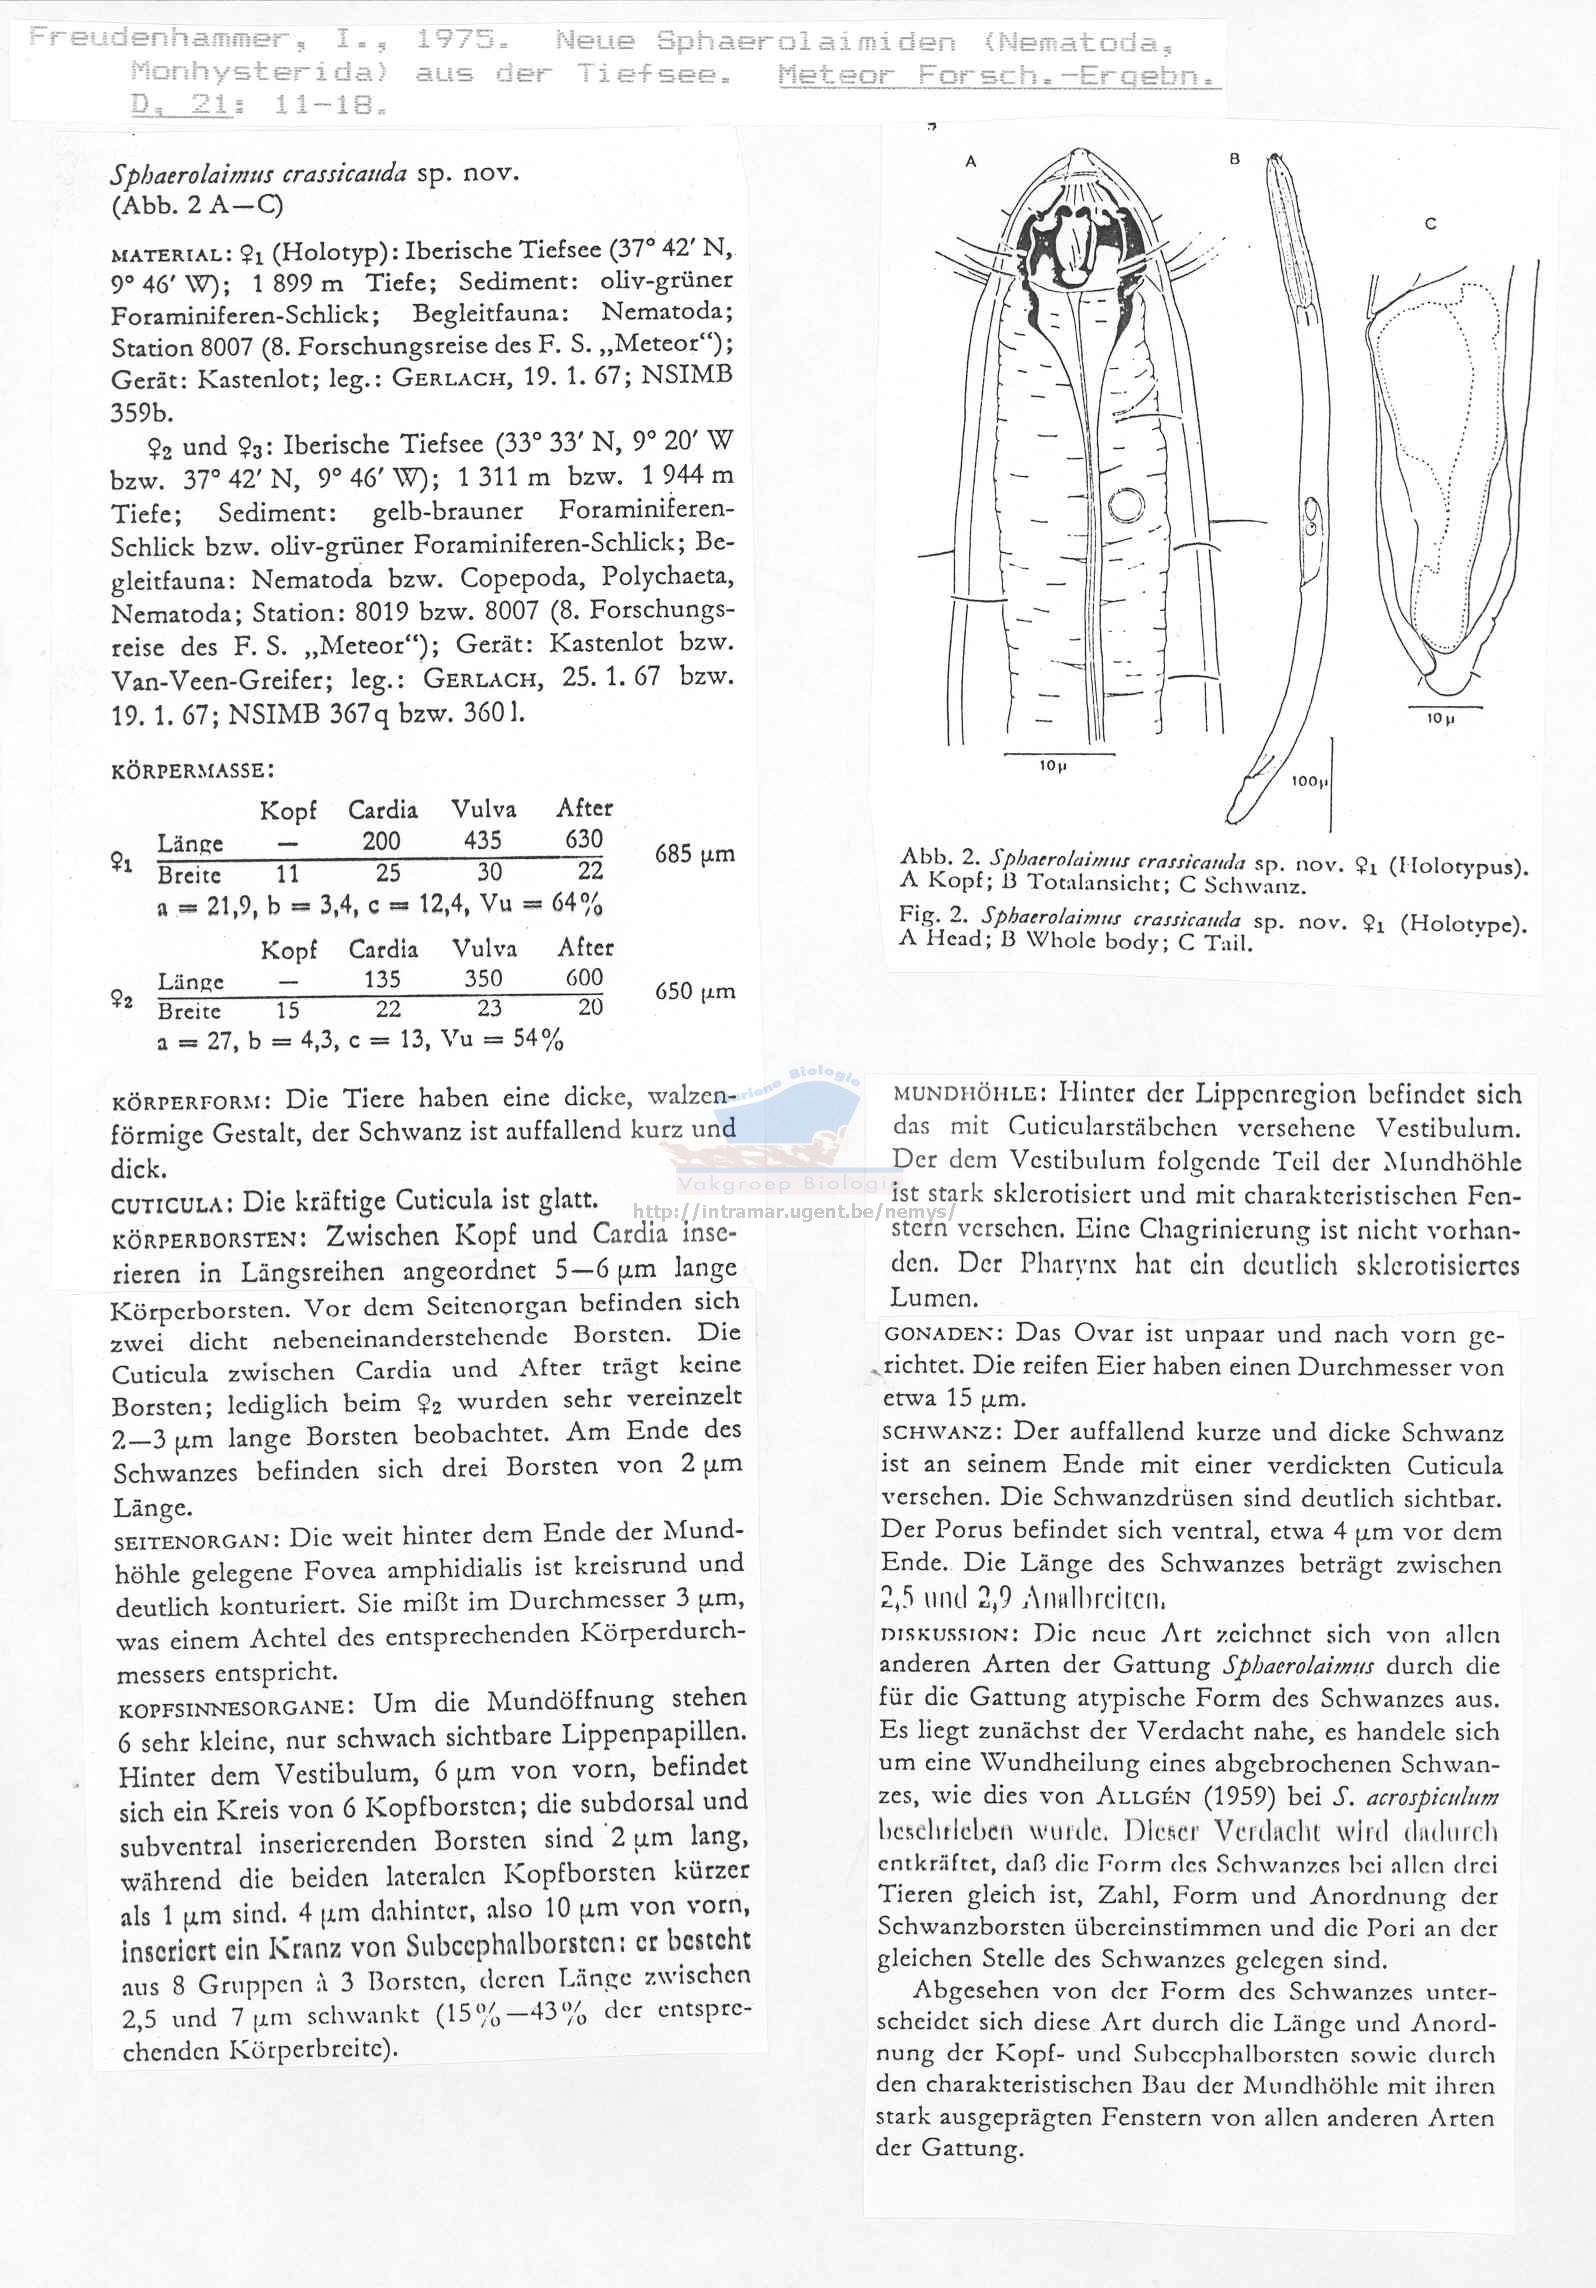 Freudenhammer, I., 1975. Neue Sphaerolaimiden (Nematoda,
Monhysterida) aus der Tiefsee. Meteor Forsch.-Ergebn.
D, 21: 11-18.
Sphaerolaimus crassicauda sp. nov.
(Abb. 2 A—C)
MATERIAL: ♀1 (Holotyp): Iberische Tiefsee (37° 42′ N,
9° 46′ W); 1 899 m Tiefe; Sediment: oliv-grüner
Foraminiferen-Schlick; Begleitfauna: Nematoda;
Station 8007 (8. Forschungsreise des F. S. „Meteor“);
Gerät: Kastenlot; leg.: GERLACH, 19. 1. 67; NSIMB
359b.
♀2 und ♀3: Iberische Tiefsee (33° 33′ N, 9° 20′ W
bzw. 37° 42′ N, 9° 46′ W); 1 311 m bzw. 1 944 m
Tiefe; Sediment: gelb-brauner Foraminiferen-
Schlick bzw. oliv-grüner Foraminiferen-Schlick; Be-
gleitfauna: Nematoda bzw. Copepoda, Polychaeta,
Nematoda; Station: 8019 bzw. 8007 (8. Forschungs-
reise des F. S. „Meteor“); Gerät: Kastenlot bzw.
Van-Veen-Greifer; leg.: GERLACH, 25. 1. 67 bzw.
19. 1. 67; NSIMB 367q bzw. 360 l.
KÖRPERMASSE:
Kopf Cardia Vulva After
Länge — 200 435 630
♀1 685 µm
Breite 11 25 30 22
a = 21,9, b = 3,4, c = 12,4, Vu = 64%
Kopf Cardia Vulva After
Länge — 135 350 600
♀2 650 µm
Breite 15 22 23 20
a = 27, b = 4,3, c = 13, Vu = 54%
KÖRPERFORM: Die Tiere haben eine dicke, walzen-
förmige Gestalt, der Schwanz ist auffallend kurz und
dick.
CUTICULA: Die kräftige Cuticula ist glatt.
KÖRPERBORSTEN: Zwischen Kopf und Cardia inse-
rieren in Längsreihen angeordnet 5—6 µm lange
Körperborsten. Vor dem Seitenorgan befinden sich
zwei dicht nebeneinanderstehende Borsten. Die
Cuticula zwischen Cardia und After trägt keine
Borsten; lediglich beim ♀2 wurden sehr vereinzelt
2—3 µm lange Borsten beobachtet. Am Ende des
Schwanzes befinden sich drei Borsten von 2 µm
Länge.
SEITENORGAN: Die weit hinter dem Ende der Mund-
höhle gelegene Fovea amphidialis ist kreisrund und
deutlich konturiert. Sie mißt im Durchmesser 3 µm,
was einem Achtel des entsprechenden Körperdurch-
messers entspricht.
KOPFSINNESORGANE: Um die Mundöffnung stehen
6 sehr kleine, nur schwach sichtbare Lippenpapillen.
Hinter dem Vestibulum, 6 µm von vorn, befindet
sich ein Kreis von 6 Kopfborsten; die subdorsal und
subventral inserierenden Borsten sind 2 µm lang,
während die beiden lateralen Kopfborsten kürzer
als 1 µm sind. 4 µm dahinter, also 10 µm von vorn,
inseriert ein Kranz von Subcephalborsten: er besteht
aus 8 Gruppen à 3 Borsten, deren Länge zwischen
2,5 und 7 µm schwankt (15%—43% der entspre-
chenden Körperbreite).
A
B
C
10 µ
10 µ
100µ
Abb. 2. Sphaerolaimus crassicauda sp. nov. ♀1 (Holotypus).
A Kopf; B Totalansicht; C Schwanz.
Fig. 2. Sphaerolaimus crassicauda sp. nov. ♀1 (Holotype).
A Head; B Whole body; C Tail.
Mariene Biologie
Vakgroep Biologie
http://intramar.ugent.be/nemys/
MUNDHÖHLE: Hinter der Lippenregion befindet sich
das mit Cuticularstäbchen versehene Vestibulum.
Der dem Vestibulum folgende Teil der Mundhöhle
ist stark sklerotisiert und mit charakteristischen Fen-
stern versehen. Eine Chagrinierung ist nicht vorhan-
den. Der Pharynx hat ein deutlich sklerotisiertes
Lumen.
GONADEN: Das Ovar ist unpaar und nach vorn ge-
richtet. Die reifen Eier haben einen Durchmesser von
etwa 15 µm.
SCHWANZ: Der auffallend kurze und dicke Schwanz
ist an seinem Ende mit einer verdickten Cuticula
versehen. Die Schwanzdrüsen sind deutlich sichtbar.
Der Porus befindet sich ventral, etwa 4 µm vor dem
Ende. Die Länge des Schwanzes beträgt zwischen
2,5 und 2,9 Analbreiten.
DISKUSSION: Die neue Art zeichnet sich von allen
anderen Arten der Gattung Sphaerolaimus durch die
für die Gattung atypische Form des Schwanzes aus.
Es liegt zunächst der Verdacht nahe, es handele sich
um eine Wundheilung eines abgebrochenen Schwan-
zes, wie dies von ALLGÉN (1959) bei S. acrospiculum
beschrieben wurde. Dieser Verdacht wird dadurch
entkräftet, daß die Form des Schwanzes bei allen drei
Tieren gleich ist, Zahl, Form und Anordnung der
Schwanzborsten übereinstimmen und die Pori an der
gleichen Stelle des Schwanzes gelegen sind.
Abgesehen von der Form des Schwanzes unter-
scheidet sich diese Art durch die Länge und Anord-
nung der Kopf- und Subcephalborsten sowie durch
den charakteristischen Bau der Mundhöhle mit ihren
stark ausgeprägten Fenstern von allen anderen Arten
der Gattung.